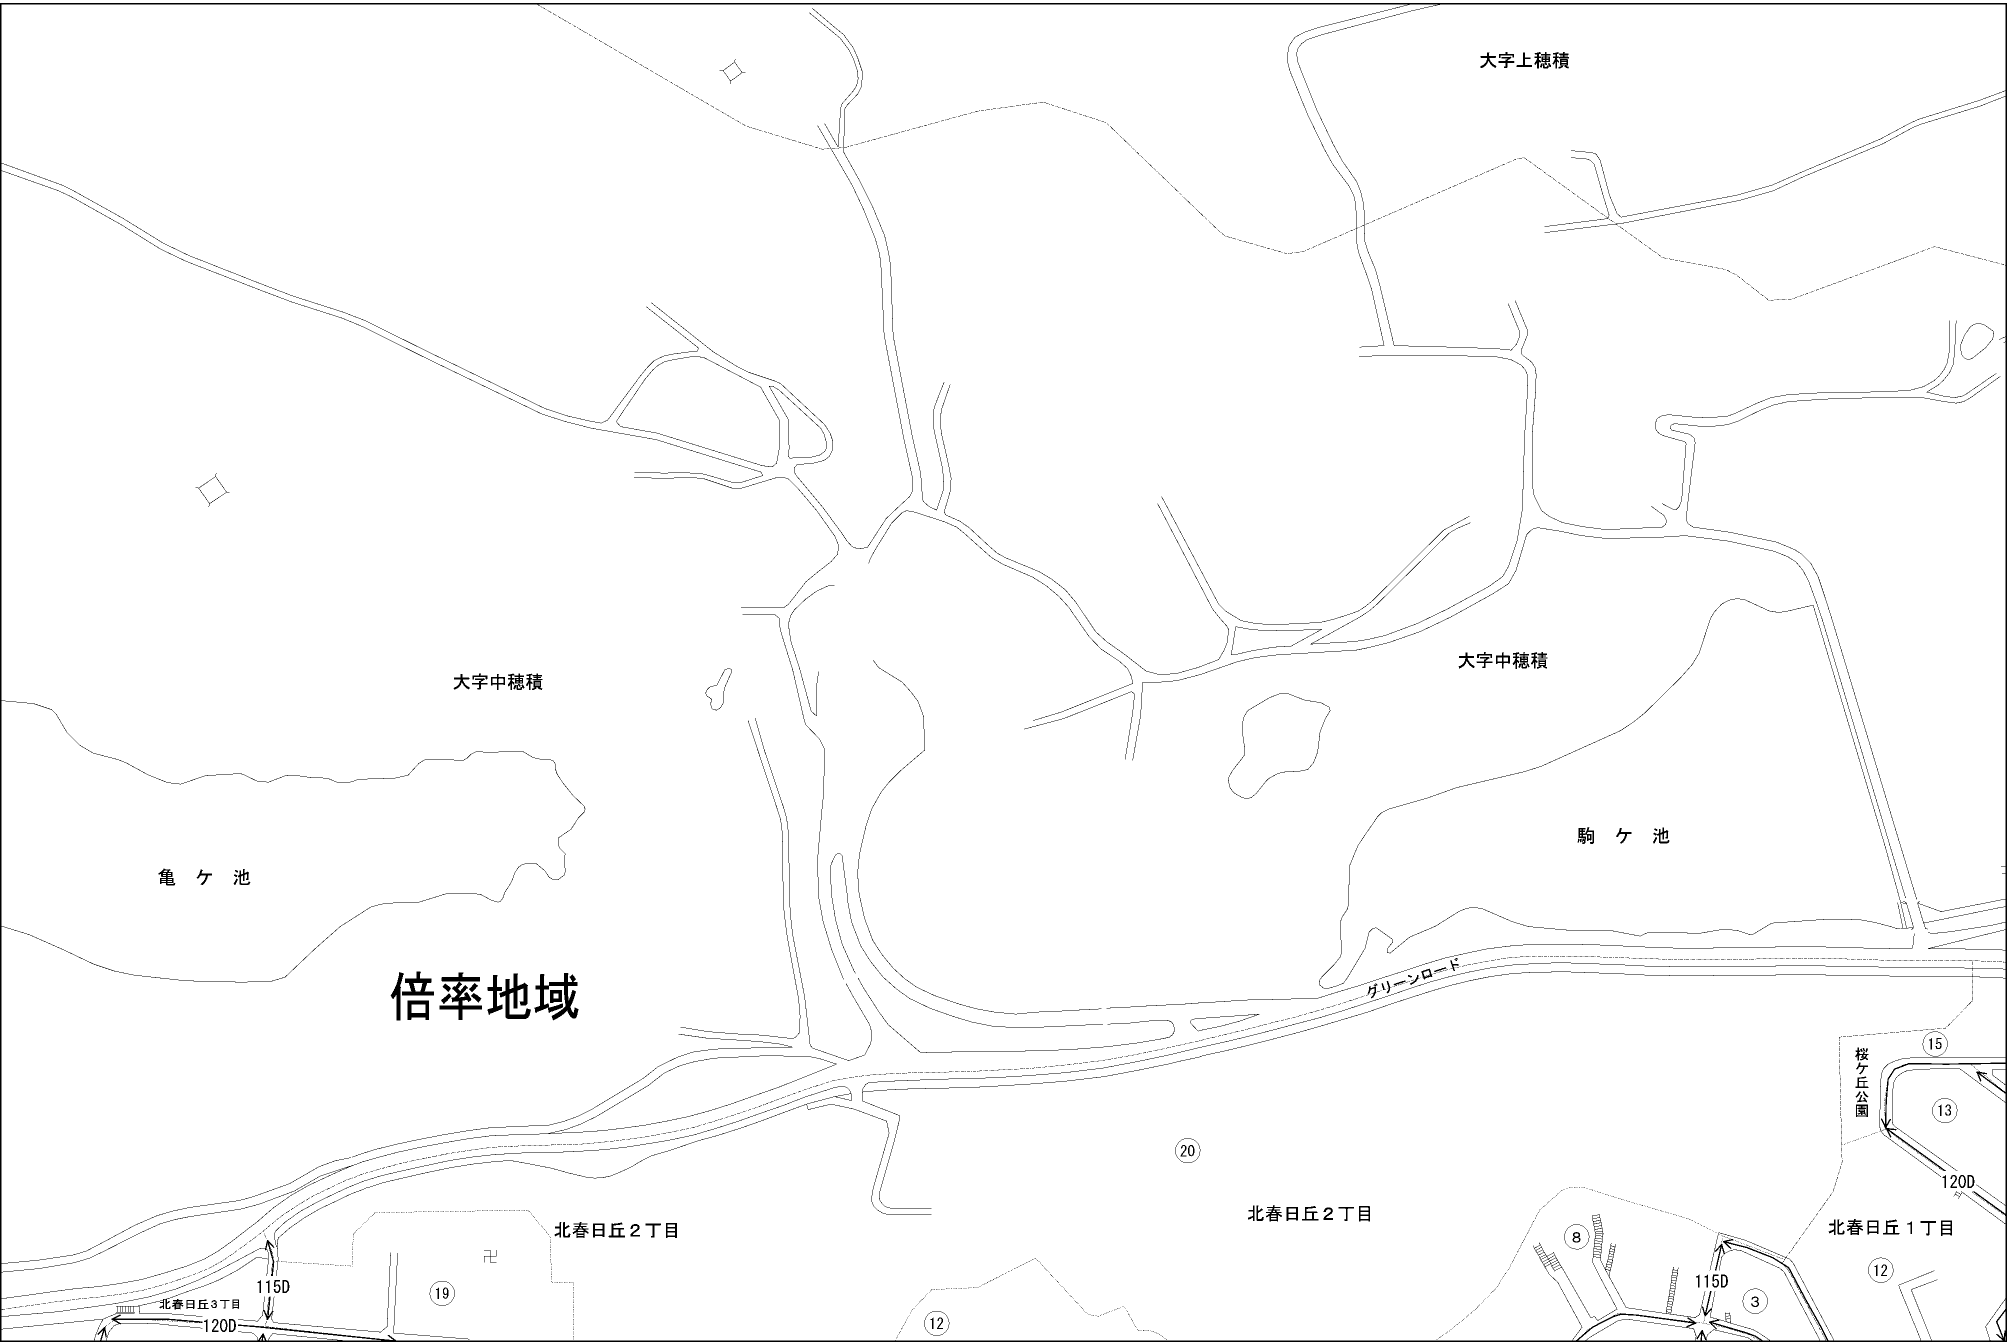 大字上穂積
大字中穂積
大字中穂積
駒ケ池
亀ケ池
倍率地域
グリーンロード
15
桜ケ丘公園
13
20
120D
北春日丘2丁目
北春日丘2丁目
北春日丘1丁目
8
卍
12
115D
115D
19
3
北春日丘3丁目
120D
12